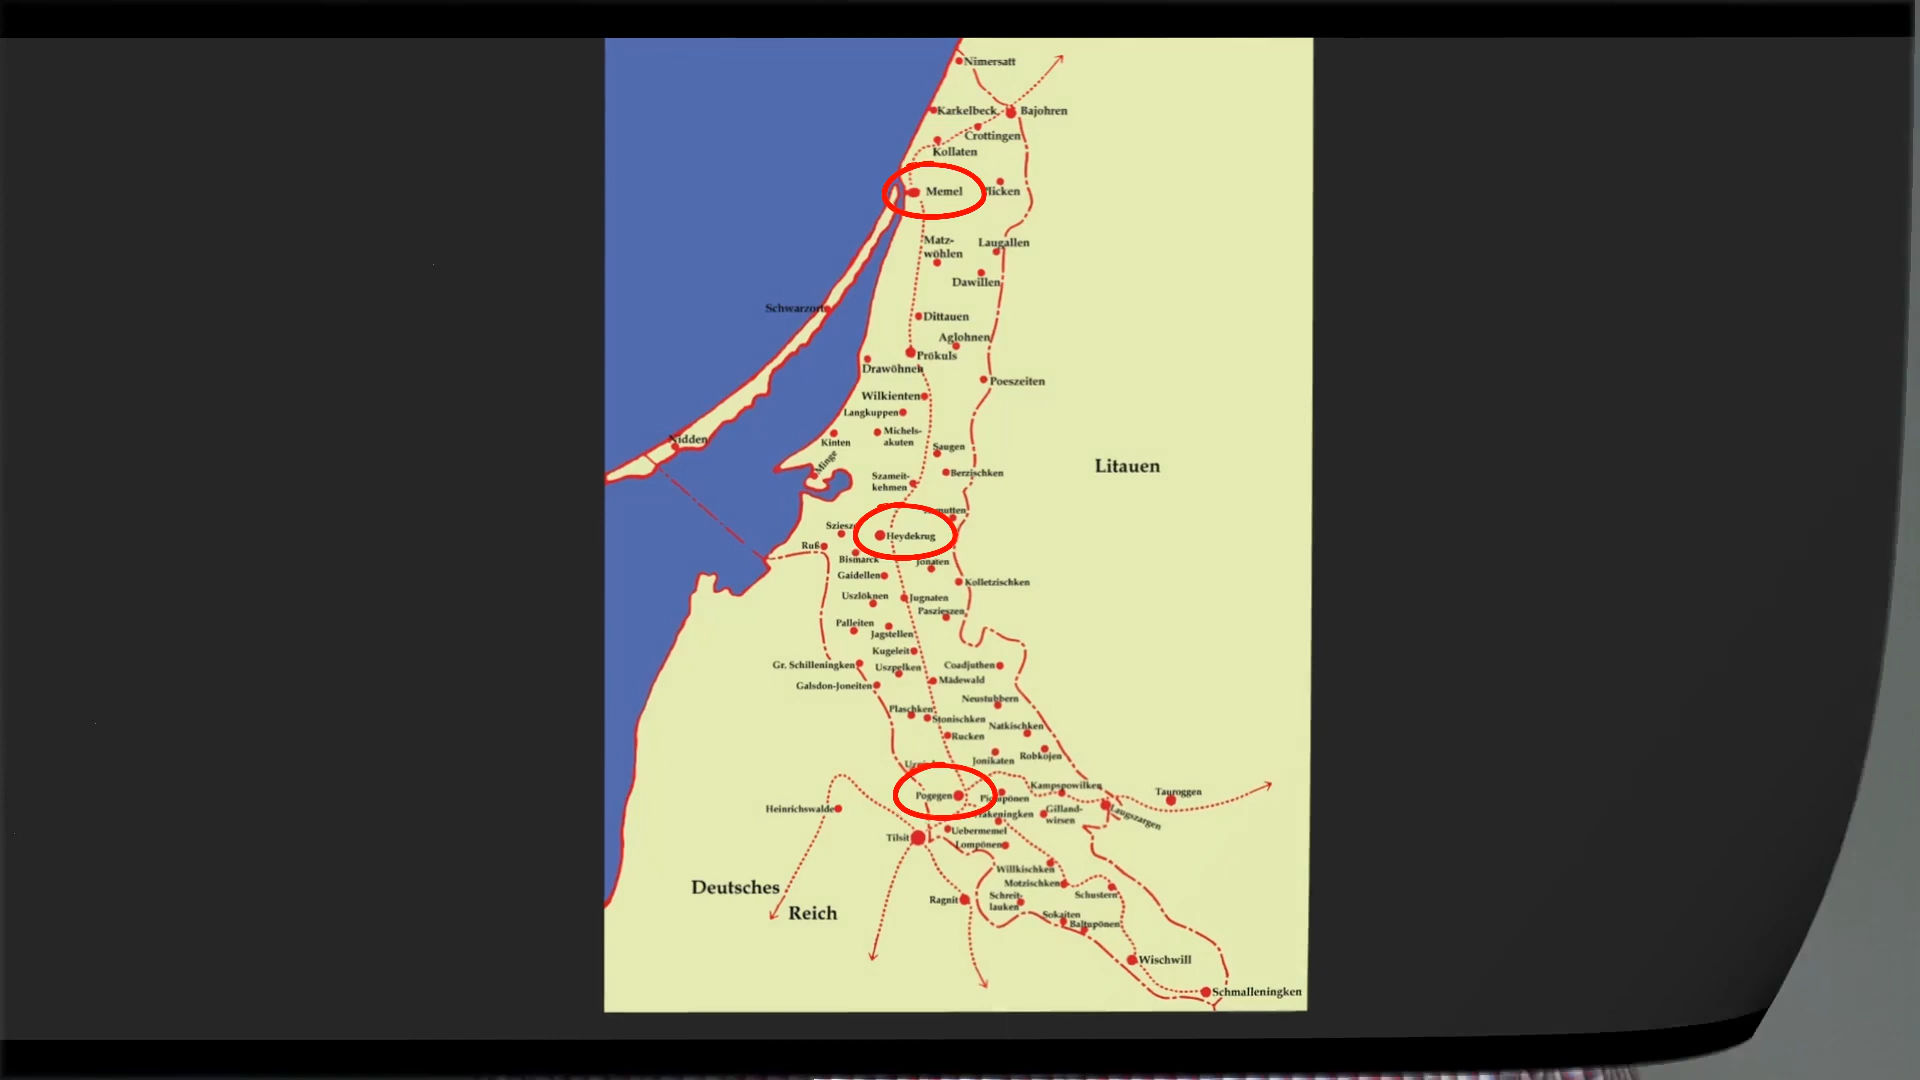 Nimersatt
Karkelbeck
Bajohren
Crottingen
Kollaten
Memel
Matz-
wöhlen
Laugallen
Dawillen
Schwarzort
Dittauen
Aglohnen
Prökuls
Drawöhnen
Poeszeiten
Wilkienten
Langkuppen
Michels-
akuten
Kinten
Nidden
Minge
Saugen
Berzischken
Szameit-
kehmen
Litauen
Heydekrug
Ruß
Bismarck
Jonaten
Gaidellen
Kolletzischken
Uszlöknen
Jugnaten
Paszieszen
Palleiten
Jagstellen
Kugeleit
Gr. Schilleningken
Uszpelken
Coadjuthen
Galsdon-Joneiten
Mädewald
Neustubbern
Plaschken
Stonischken
Natkischken
Rucken
Jonikaten
Robkojen
Pogegen
Kampspowilken
Tauroggen
Heinrichswalde
Gilland-
wiesen
Laugszargen
Tilsit
Uebermemel
Lompönen
Willkischken
Motzischken
Schustern
Deutsches
Reich
Ragnit
Schreit-
lauken
Sokaiten
Baltupönen
Wischwill
Schmalleningken